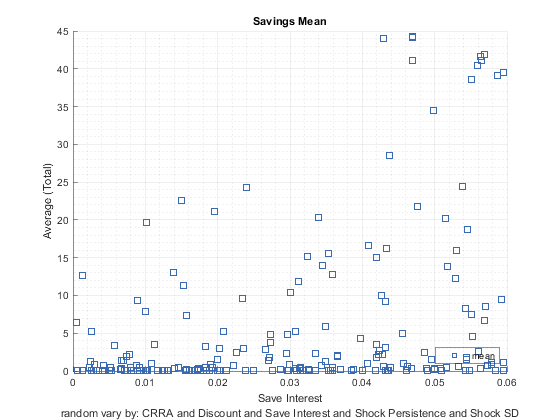 Savings Mean
45
40
35
30
25
20
15
10
5
0
Average (Total)
mean
0 0.01 0.02 0.03 0.04 0.05 0.06
Save Interest
random vary by: CRRA and Discount and Save Interest and Shock Persistence and Shock SD